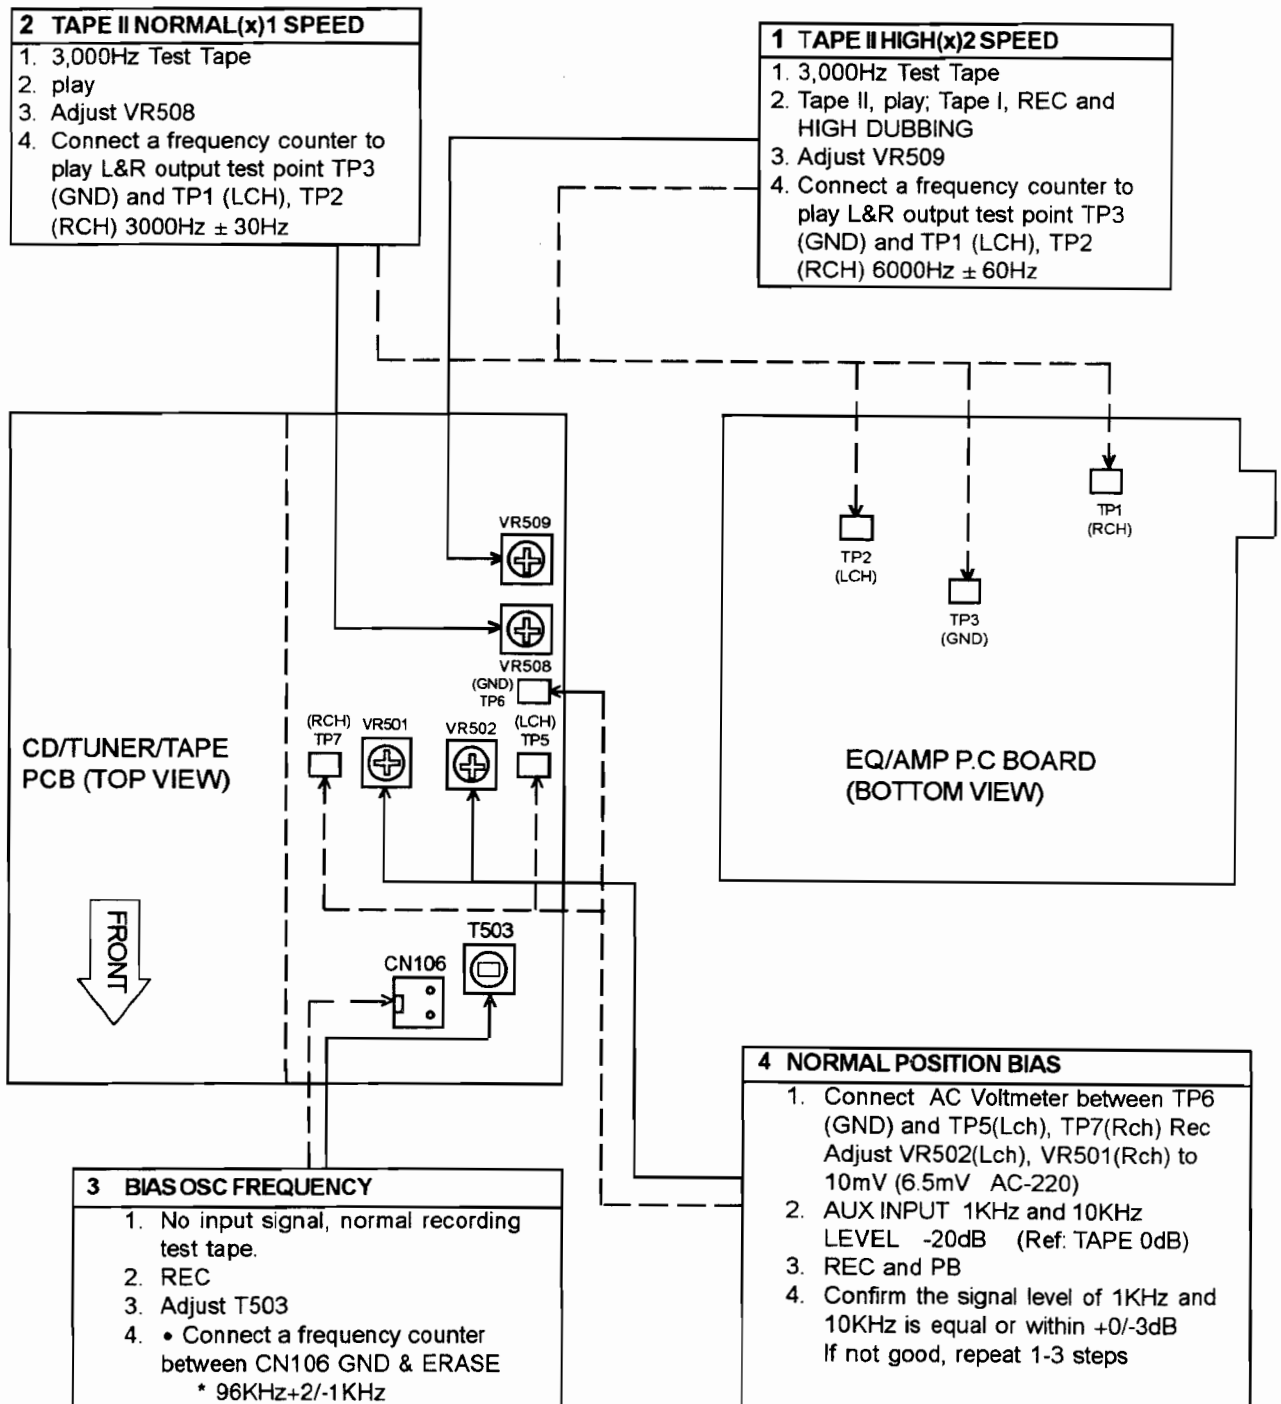 2 TAPE II NORMAL(x)1 SPEED
1. 3,000Hz Test Tape
2. play
3. Adjust VR508
4. Connect a frequency counter to
play L&R output test point TP3
(GND) and TP1 (LCH), TP2
(RCH) 3000Hz ± 30Hz
1 TAPE II HIGH(x)2 SPEED
1. 3,000Hz Test Tape
2. Tape II, play; Tape I, REC and
HIGH DUBBING
3. Adjust VR509
4. Connect a frequency counter to
play L&R output test point TP3
(GND) and TP1 (LCH), TP2
(RCH) 6000Hz ± 60Hz
VR509
VR508
(GND)
TP6
(RCH)
TP7
VR501
VR502
(LCH)
TP5
CD/TUNER/TAPE
PCB (TOP VIEW)
FRONT
T503
CN106
TP1
(RCH)
TP2
(LCH)
TP3
(GND)
EQ/AMP P.C BOARD
(BOTTOM VIEW)
3 BIAS OSC FREQUENCY
1. No input signal, normal recording
test tape.
2. REC
3. Adjust T503
4. • Connect a frequency counter
between CN106 GND & ERASE
* 96KHz+2/-1KHz
4 NORMAL POSITION BIAS
1. Connect AC Voltmeter between TP6
(GND) and TP5(Lch), TP7(Rch) Rec
Adjust VR502(Lch), VR501(Rch) to
10mV (6.5mV AC-220)
2. AUX INPUT 1KHz and 10KHz
LEVEL -20dB (Ref: TAPE 0dB)
3. REC and PB
4. Confirm the signal level of 1KHz and
10KHz is equal or within +0/-3dB
If not good, repeat 1-3 steps